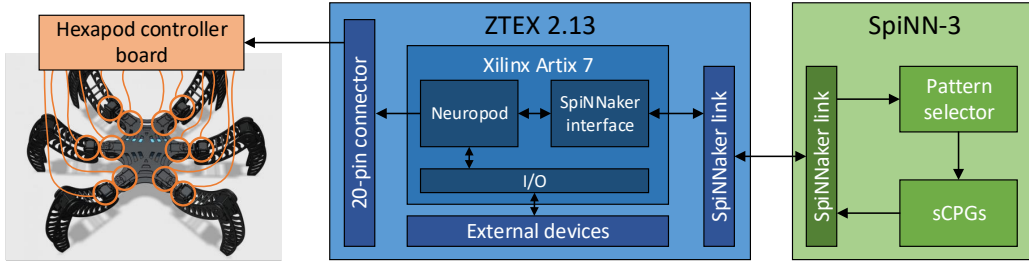 Hexapod controller
board
ZTEX 2.13
Xilinx Artix 7
Neuropod
SpiNNaker
interface
I/O
External devices
20-pin connector
SpiNNaker link
SpiNN-3
SpiNNaker link
Pattern
selector
sCPGs